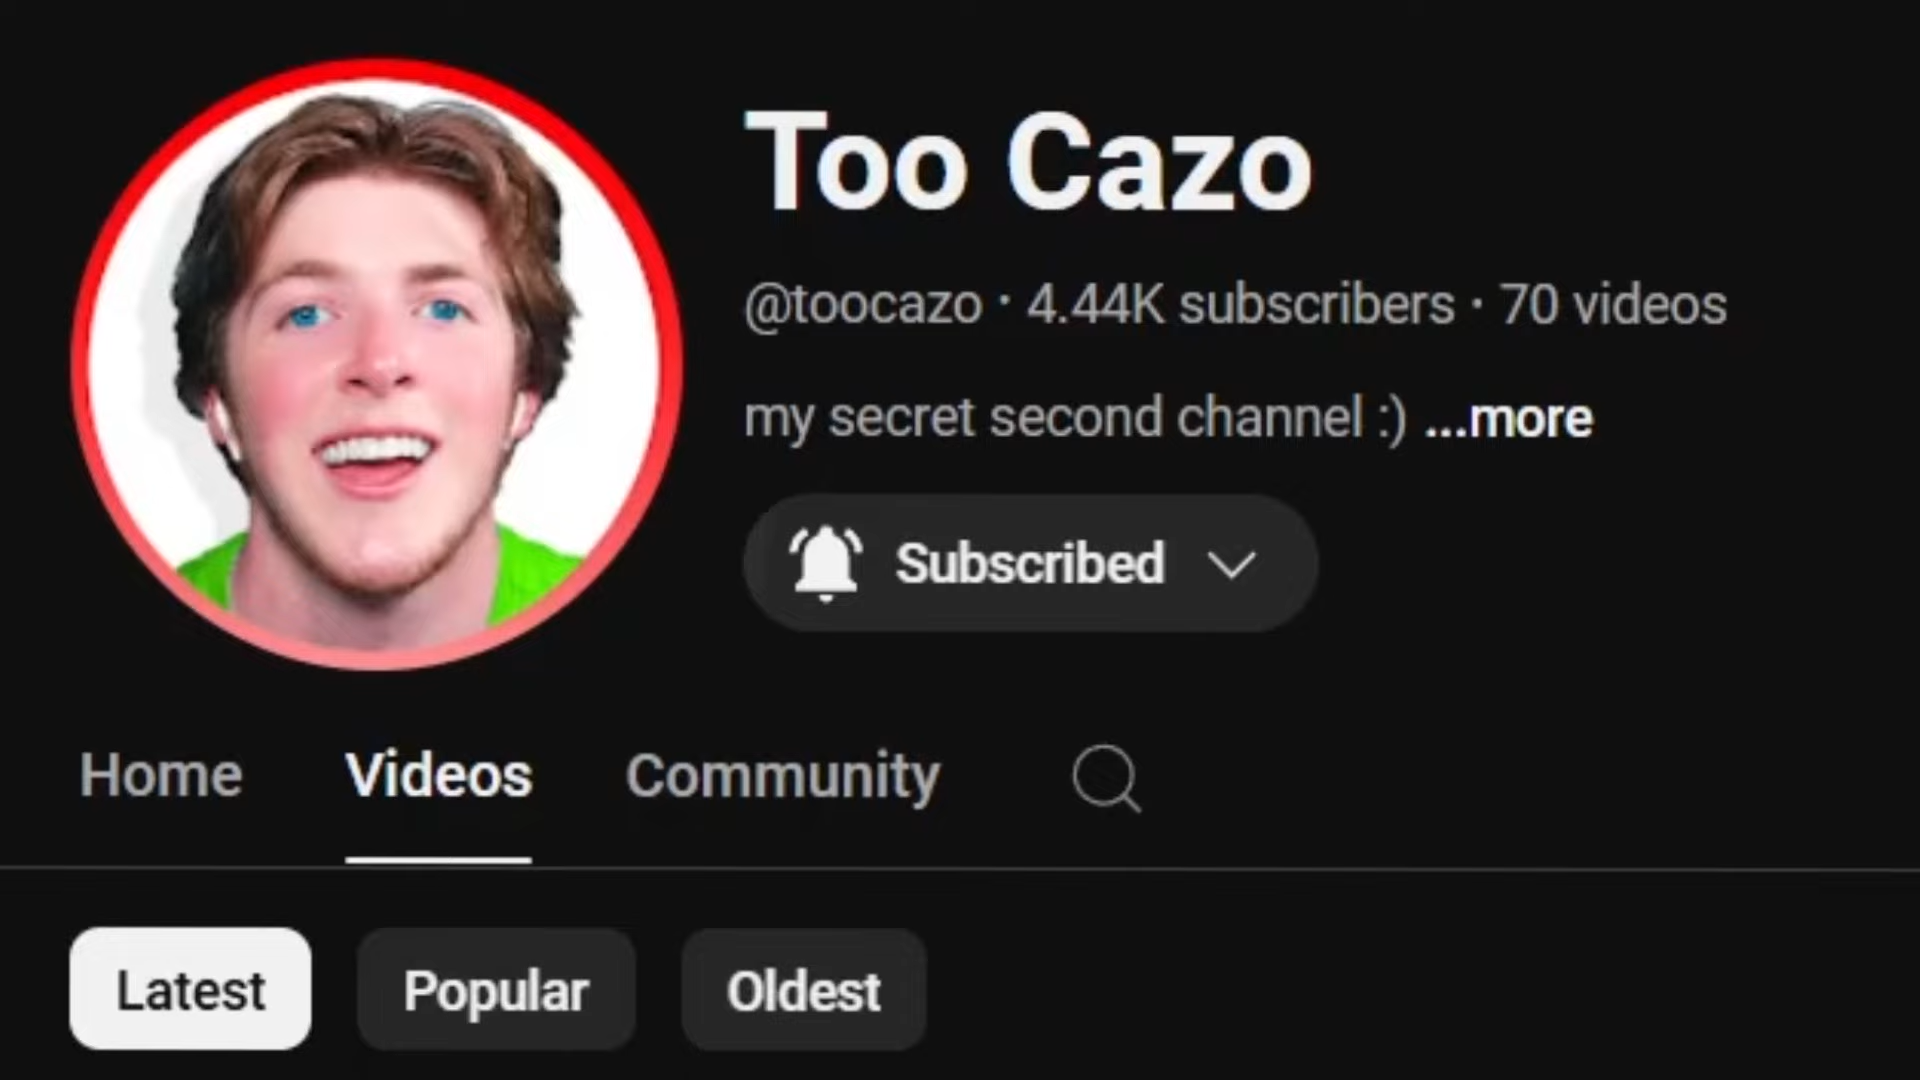 Too Cazo
@toocazo · 4.44K subscribers · 70 videos
my secret second channel :) ...more
Subscribed
Home Videos Community
Latest Popular Oldest